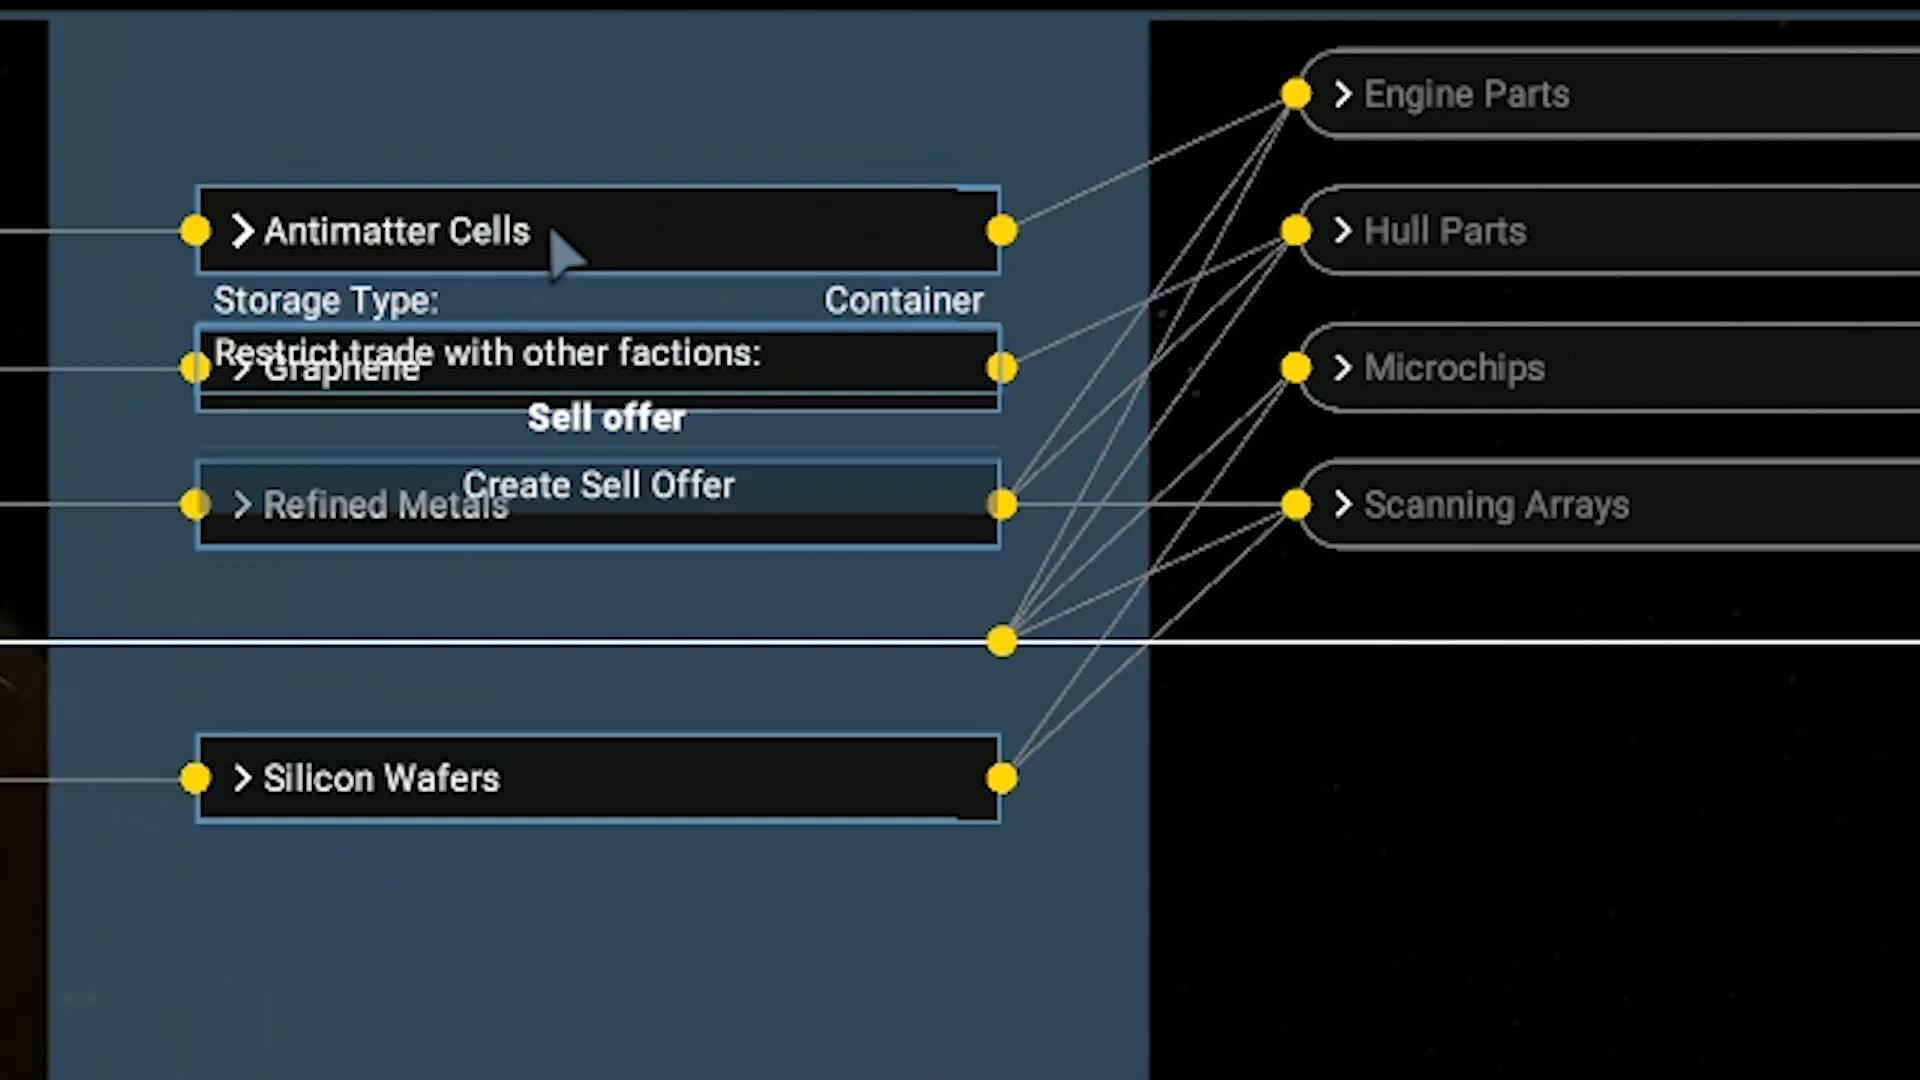 Engine Parts
Antimatter Cells
Hull Parts
Storage Type: Container
Restrict trade with other factions:
Graphene
Microchips
Sell offer
Create Sell Offer
Refined Metals
Scanning Arrays
Silicon Wafers